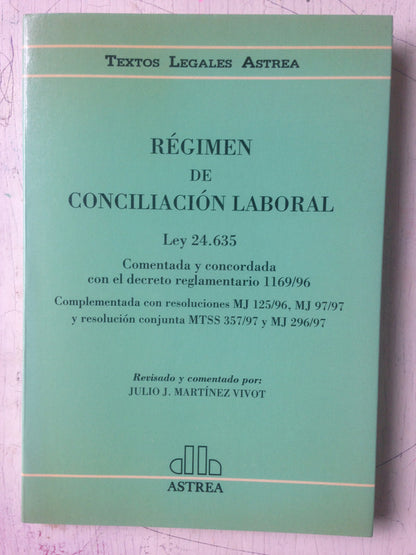 Textos Legales Astrea
RÉGIMEN
DE
CONCILIACIÓN LABORAL
Ley 24.635
Comentada y concordada
con el decreto reglamentario 1169/96
Complementada con resoluciones MJ 125/96, MJ 97/97
y resolución conjunta MTSS 357/97 y MJ 296/97
Revisado y comentado por:
JULIO J. MARTÍNEZ VIVOT
ASTREA